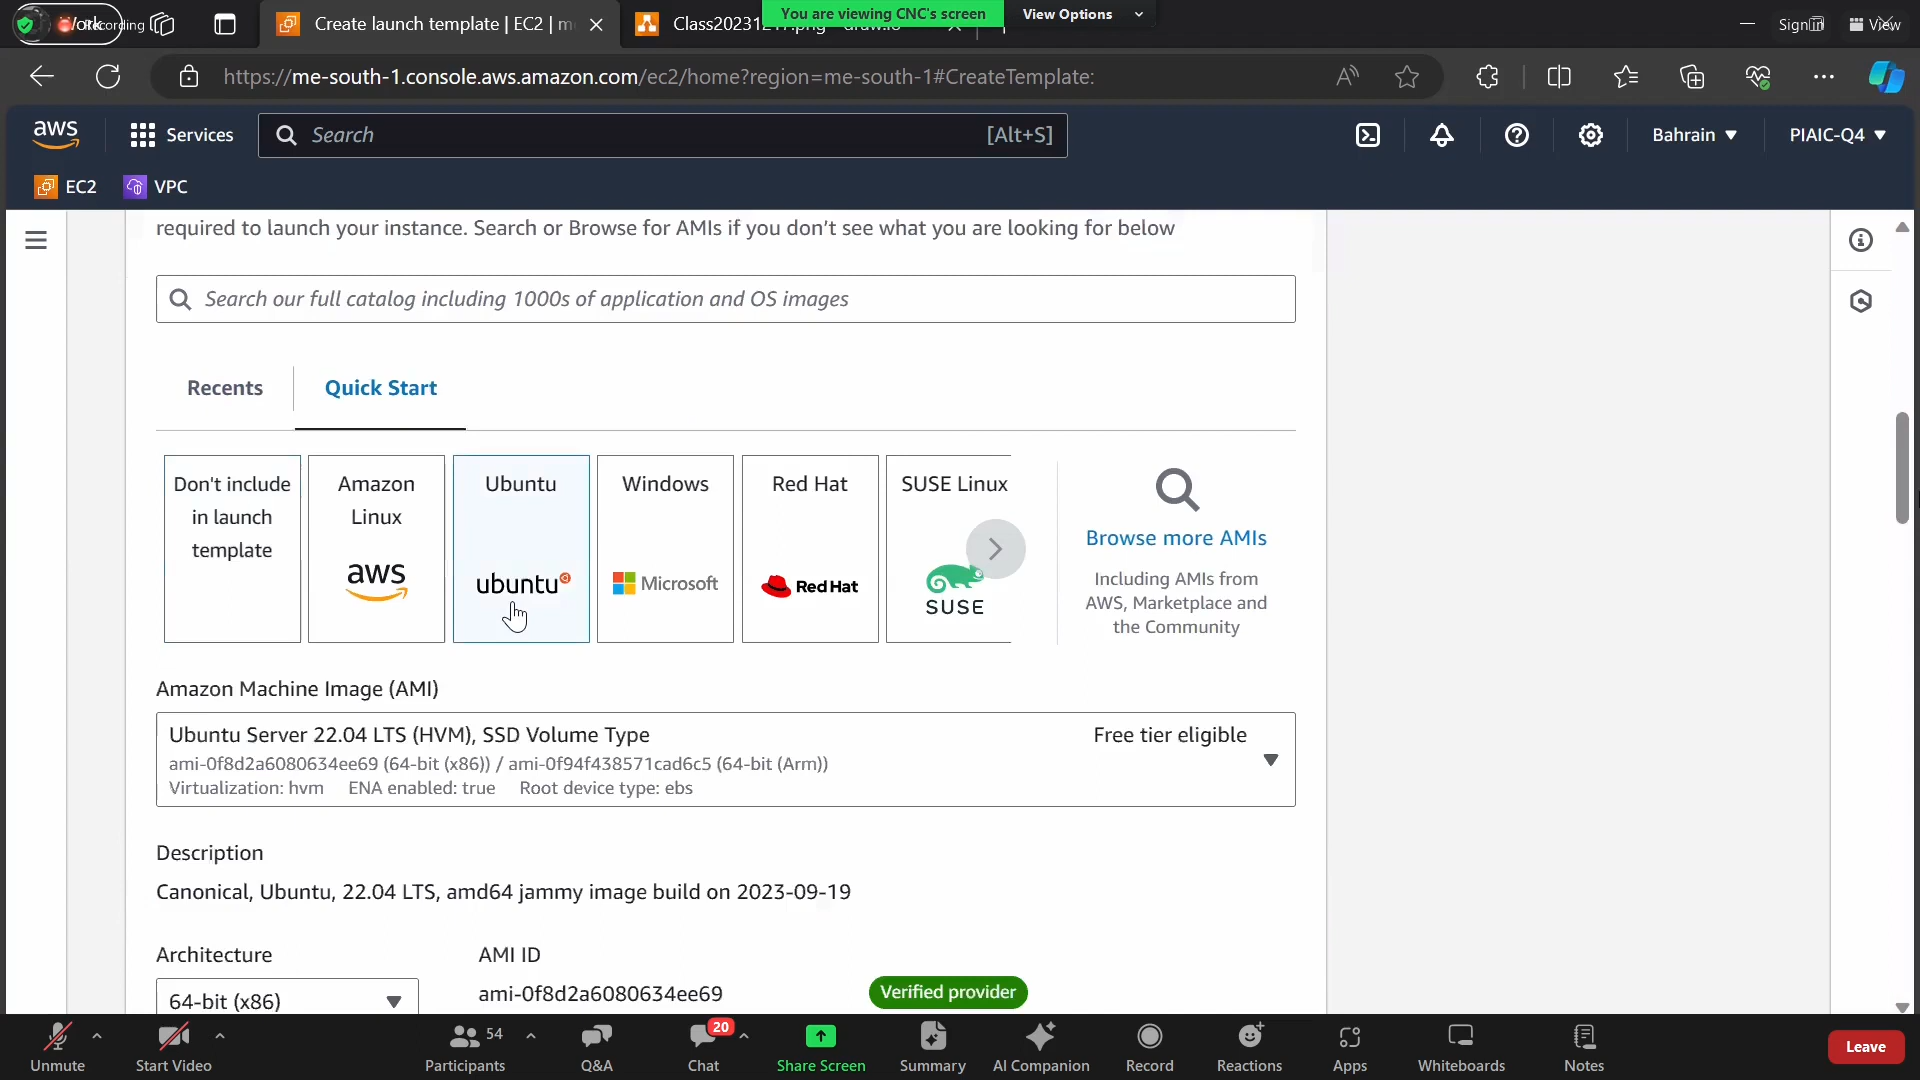 Recording
Create launch template | EC2 | m
You are viewing CNC's screen
View Options
Sign in
View
https://me-south-1.console.aws.amazon.com/ec2/home?region=me-south-1#CreateTemplate:
aws
Services
Search
[Alt+S]
Bahrain
PIAIC-Q4
EC2
VPC
required to launch your instance. Search or Browse for AMIs if you don't see what you are looking for below
Search our full catalog including 1000s of application and OS images
Recents
Quick Start
Don't include
in launch
template
Amazon
Linux
aws
Ubuntu
ubuntu
Windows
Microsoft
Red Hat
Red Hat
SUSE Linux
SUSE
Browse more AMIs
Including AMIs from
AWS, Marketplace and
the Community
Amazon Machine Image (AMI)
Ubuntu Server 22.04 LTS (HVM), SSD Volume Type
Free tier eligible
ami-0f8d2a6080634ee69 (64-bit (x86)) / ami-0f94f438571cad6c5 (64-bit (Arm))
Virtualization: hvm ENA enabled: true Root device type: ebs
Description
Canonical, Ubuntu, 22.04 LTS, amd64 jammy image build on 2023-09-19
Architecture
AMI ID
64-bit (x86)
ami-0f8d2a6080634ee69
Verified provider
54
20
Unmute
Start Video
Participants
Q&A
Chat
Share Screen
Summary
AI Companion
Record
Reactions
Apps
Whiteboards
Notes
Leave